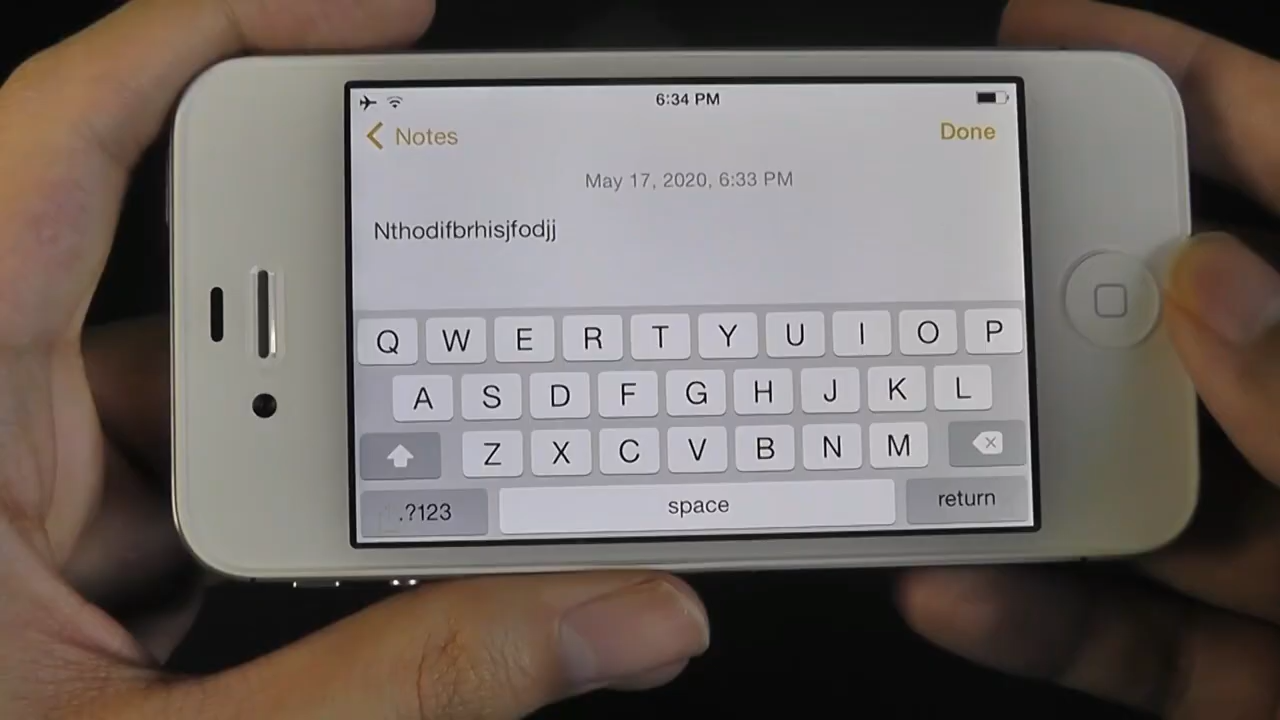 6:34 PM
Notes
Done
May 17, 2020, 6:33 PM
Nthodifbrhisjfodjj
Q W E R T Y U I O P
A S D F G H J K L
Z X C V B N M
.?123 space return